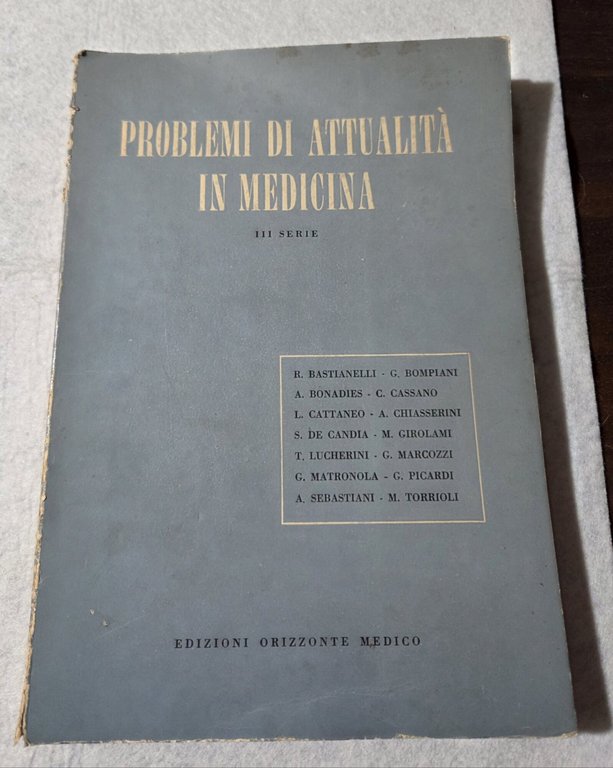 PROBLEMI DI ATTUALITÀ
IN MEDICINA
III SERIE
R. BASTIANELLI - G. BOMPIANI
A. BONADIES - C. CASSANO
L. CATTANEO - A. CHIASSERINI
S. DE CANDIA - M. GIROLAMI
T. LUCHERINI - G. MARCOZZI
G. MATRONOLA - G. PICARDI
A. SEBASTIANI - M. TORRIOLI
EDIZIONI ORIZZONTE MEDICO